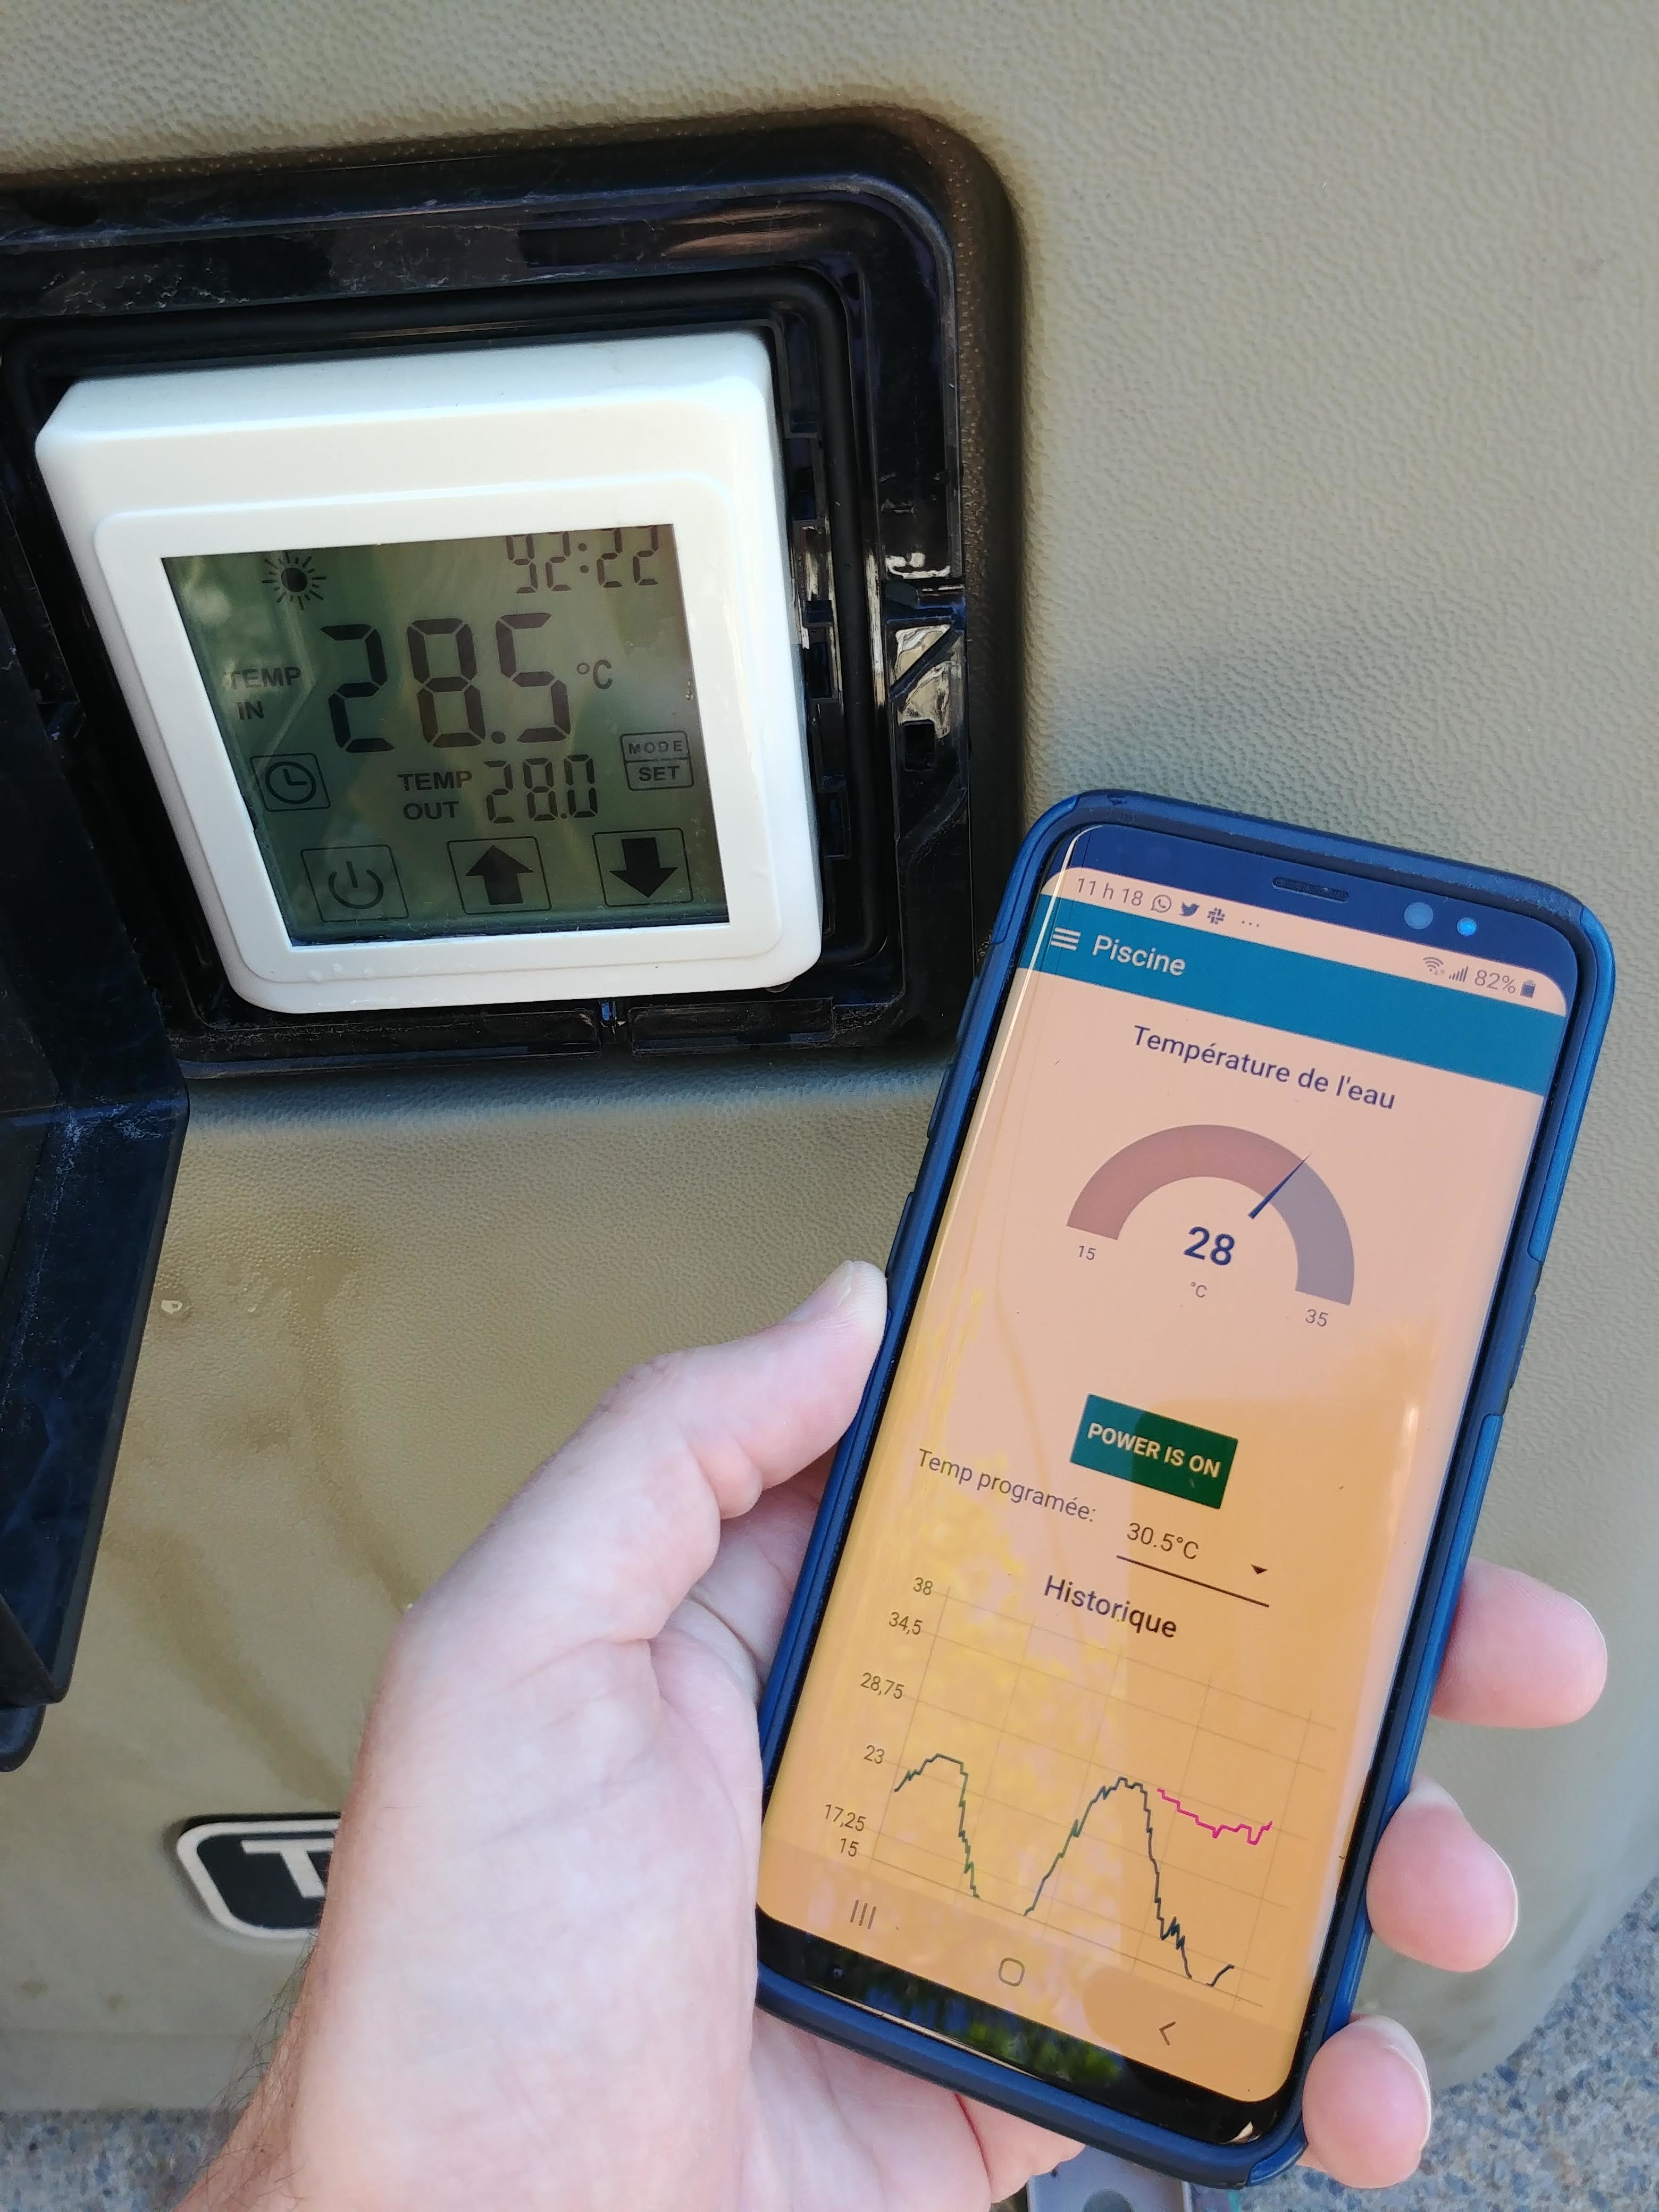 92:22
TEMP IN
28.5 °C
MODE
SET
TEMP OUT
28.0
11 h 18 ... 82%
Piscine
Température de l'eau
28
°C
15
35
POWER IS ON
Temp programée: 30.5°C
Historique
38
34,5
28,75
23
17,25
15
T